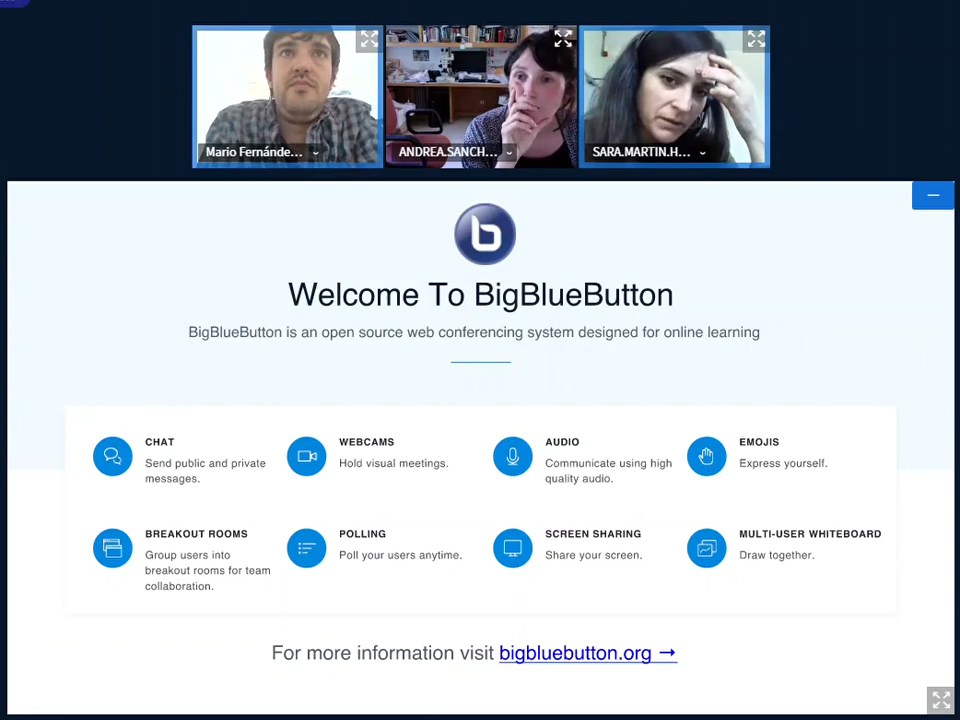 Mario Fernánde...
ANDREA.SANCH...
SARA.MARTIN.H...
Welcome To BigBlueButton
BigBlueButton is an open source web conferencing system designed for online learning
CHAT
Send public and private
messages.
WEBCAMS
Hold visual meetings.
AUDIO
Communicate using high
quality audio.
EMOJIS
Express yourself.
BREAKOUT ROOMS
Group users into
breakout rooms for team
collaboration.
POLLING
Poll your users anytime.
SCREEN SHARING
Share your screen.
MULTI-USER WHITEBOARD
Draw together.
For more information visit bigbluebutton.org →